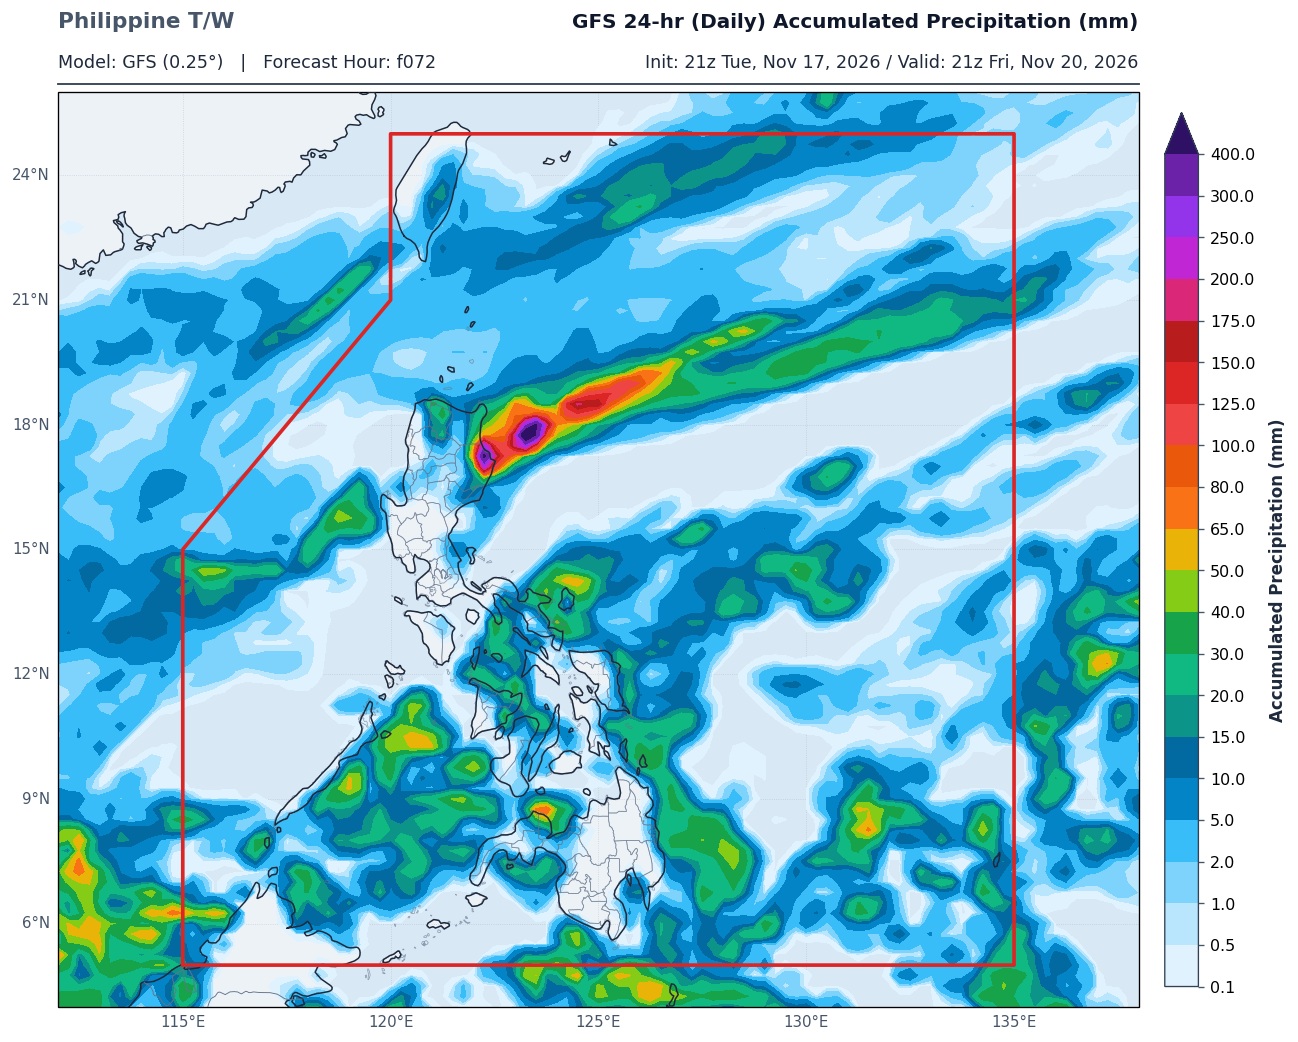 Philippine T/W
GFS 24-hr (Daily) Accumulated Precipitation (mm)
Model: GFS (0.25°)   |   Forecast Hour: f072
Init: 21z Tue, Nov 17, 2026 / Valid: 21z Fri, Nov 20, 2026
24°N
21°N
18°N
15°N
12°N
9°N
6°N
115°E
120°E
125°E
130°E
135°E
400.0
300.0
250.0
200.0
175.0
150.0
125.0
100.0
80.0
65.0
50.0
40.0
30.0
20.0
15.0
10.0
5.0
2.0
1.0
0.5
0.1
Accumulated Precipitation (mm)